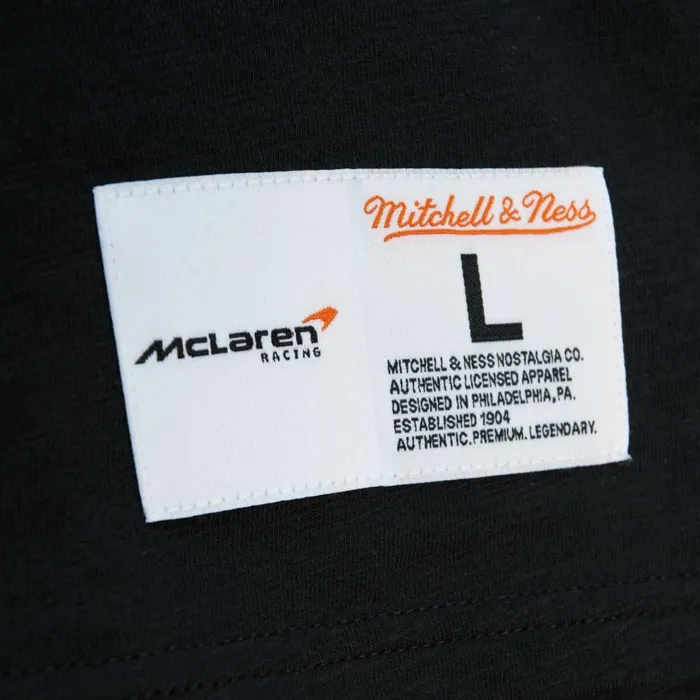 McLaren
RACING
Mitchell & Ness
L
MITCHELL & NESS NOSTALGIA CO.
AUTHENTIC LICENSED APPAREL
DESIGNED IN PHILADELPHIA, PA.
ESTABLISHED 1904
AUTHENTIC. PREMIUM. LEGENDARY.